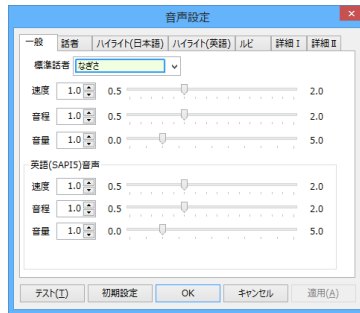 音声設定
一般 話者 ハイライト(日本語) ハイライト(英語) ルビ 詳細 I 詳細 II
標準話者 なぎさ
速度 1.0 0.5 2.0
音程 1.0 0.5 2.0
音量 1.0 0.0 5.0
英語(SAPI5)音声
速度 1.0 0.5 2.0
音程 1.0 0.5 2.0
音量 1.0 0.0 5.0
テスト(T) 初期設定 OK キャンセル 適用(A)